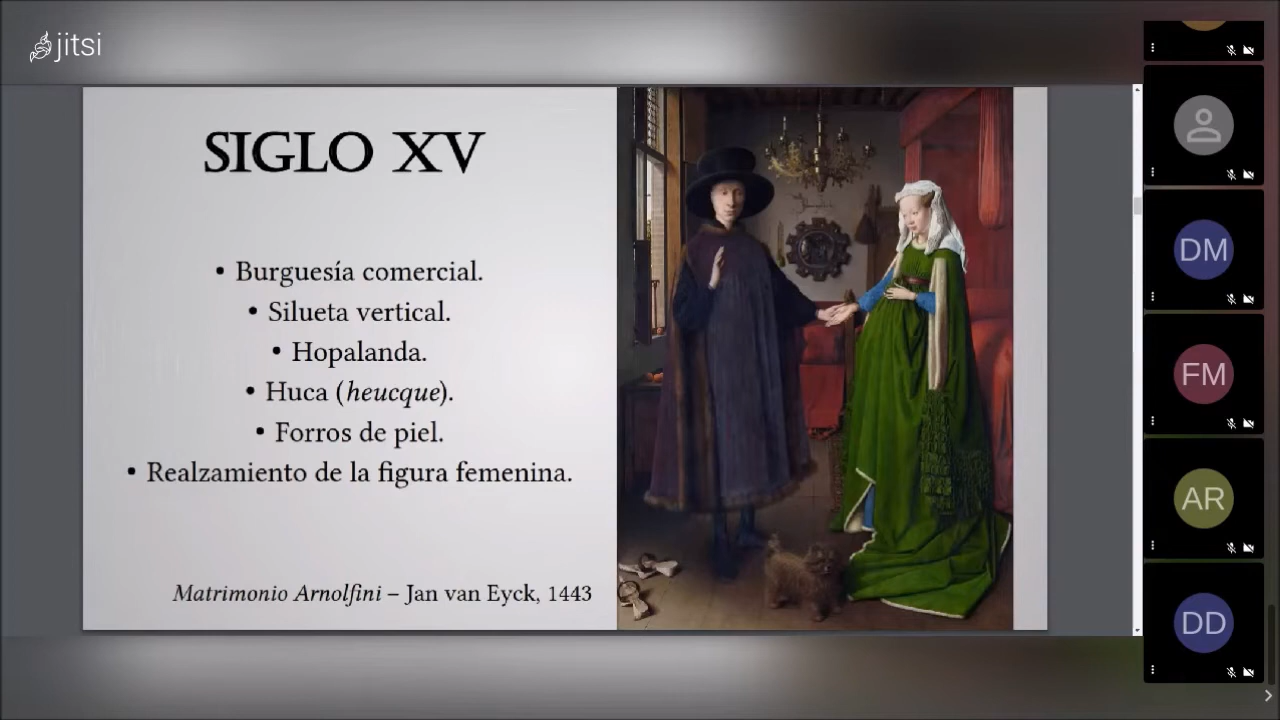 jitsi
SIGLO XV
• Burguesía comercial.
• Silueta vertical.
• Hopalanda.
• Huca (heucque).
• Forros de piel.
• Realzamiento de la figura femenina.
Matrimonio Arnolfini – Jan van Eyck, 1443
DM
FM
AR
DD